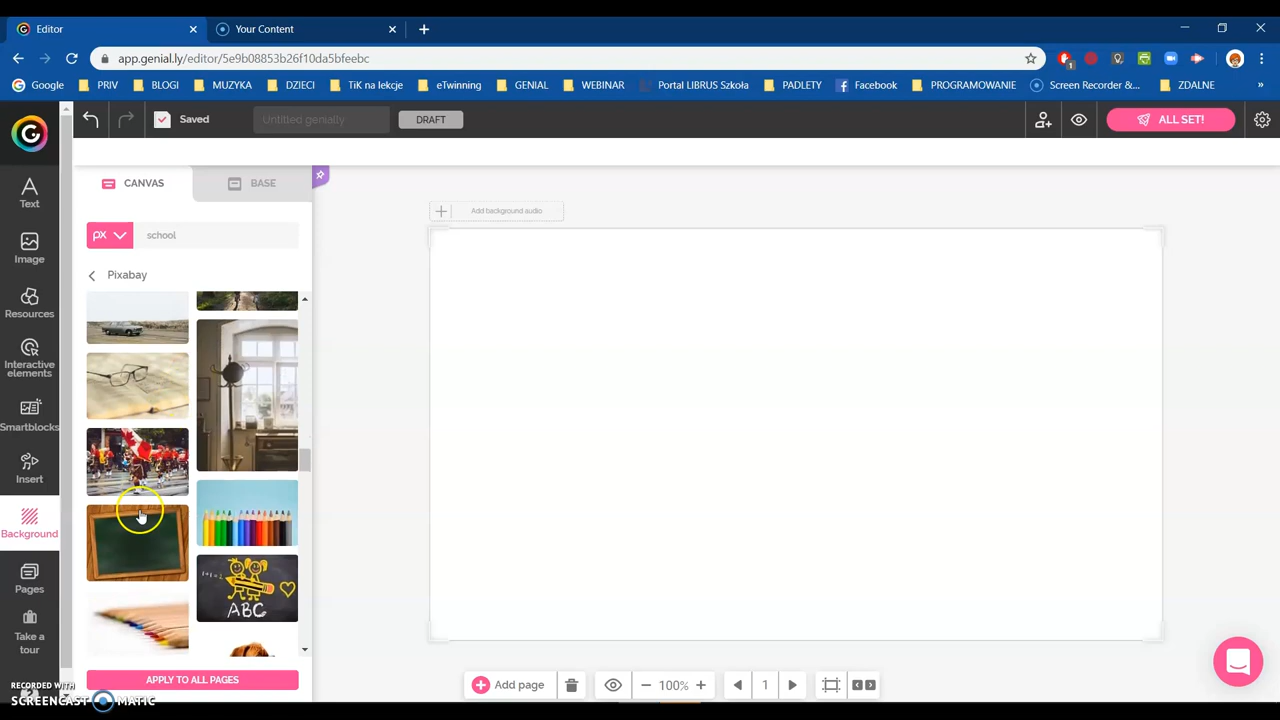 Editor
Your Content
app.genial.ly/editor/5e9b08853b26f10da5bfeebc
Google PRIV BLOGI MUZYKA DZIECI TiK na lekcje eTwinning GENIAL WEBINAR Portal LIBRUS Szkoła PADLETY Facebook PROGRAMOWANIE Screen Recorder &... ZDALNE »
Saved
Untitled genially
DRAFT
ALL SET!
CANVAS
BASE
Add background audio
px
school
Pixabay
Text
Image
Resources
Interactive
elements
Smartblocks
Insert
Background
Pages
Take a
tour
ABC
APPLY TO ALL PAGES
Add page
100%
1
RECORDED WITH
SCREENCAST MATIC